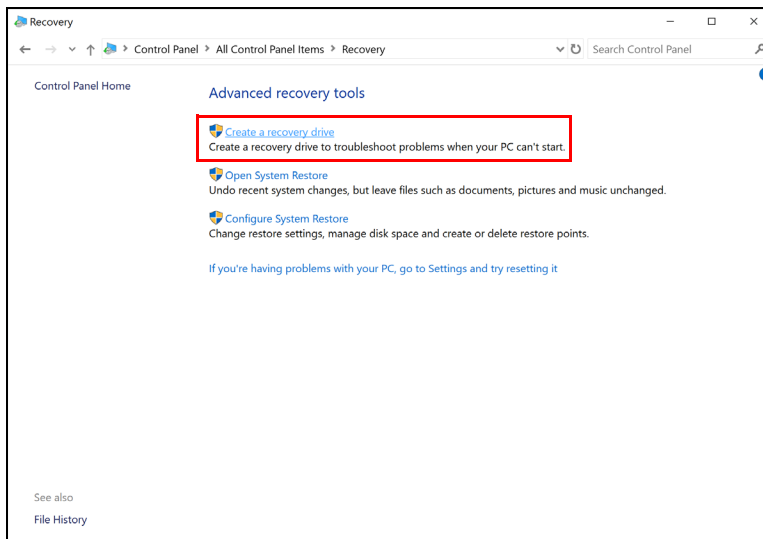 Recovery
Control Panel > All Control Panel Items > Recovery
Search Control Panel
Control Panel Home
Advanced recovery tools
Create a recovery drive
Create a recovery drive to troubleshoot problems when your PC can't start.
Open System Restore
Undo recent system changes, but leave files such as documents, pictures and music unchanged.
Configure System Restore
Change restore settings, manage disk space and create or delete restore points.
If you're having problems with your PC, go to Settings and try resetting it
See also
File History